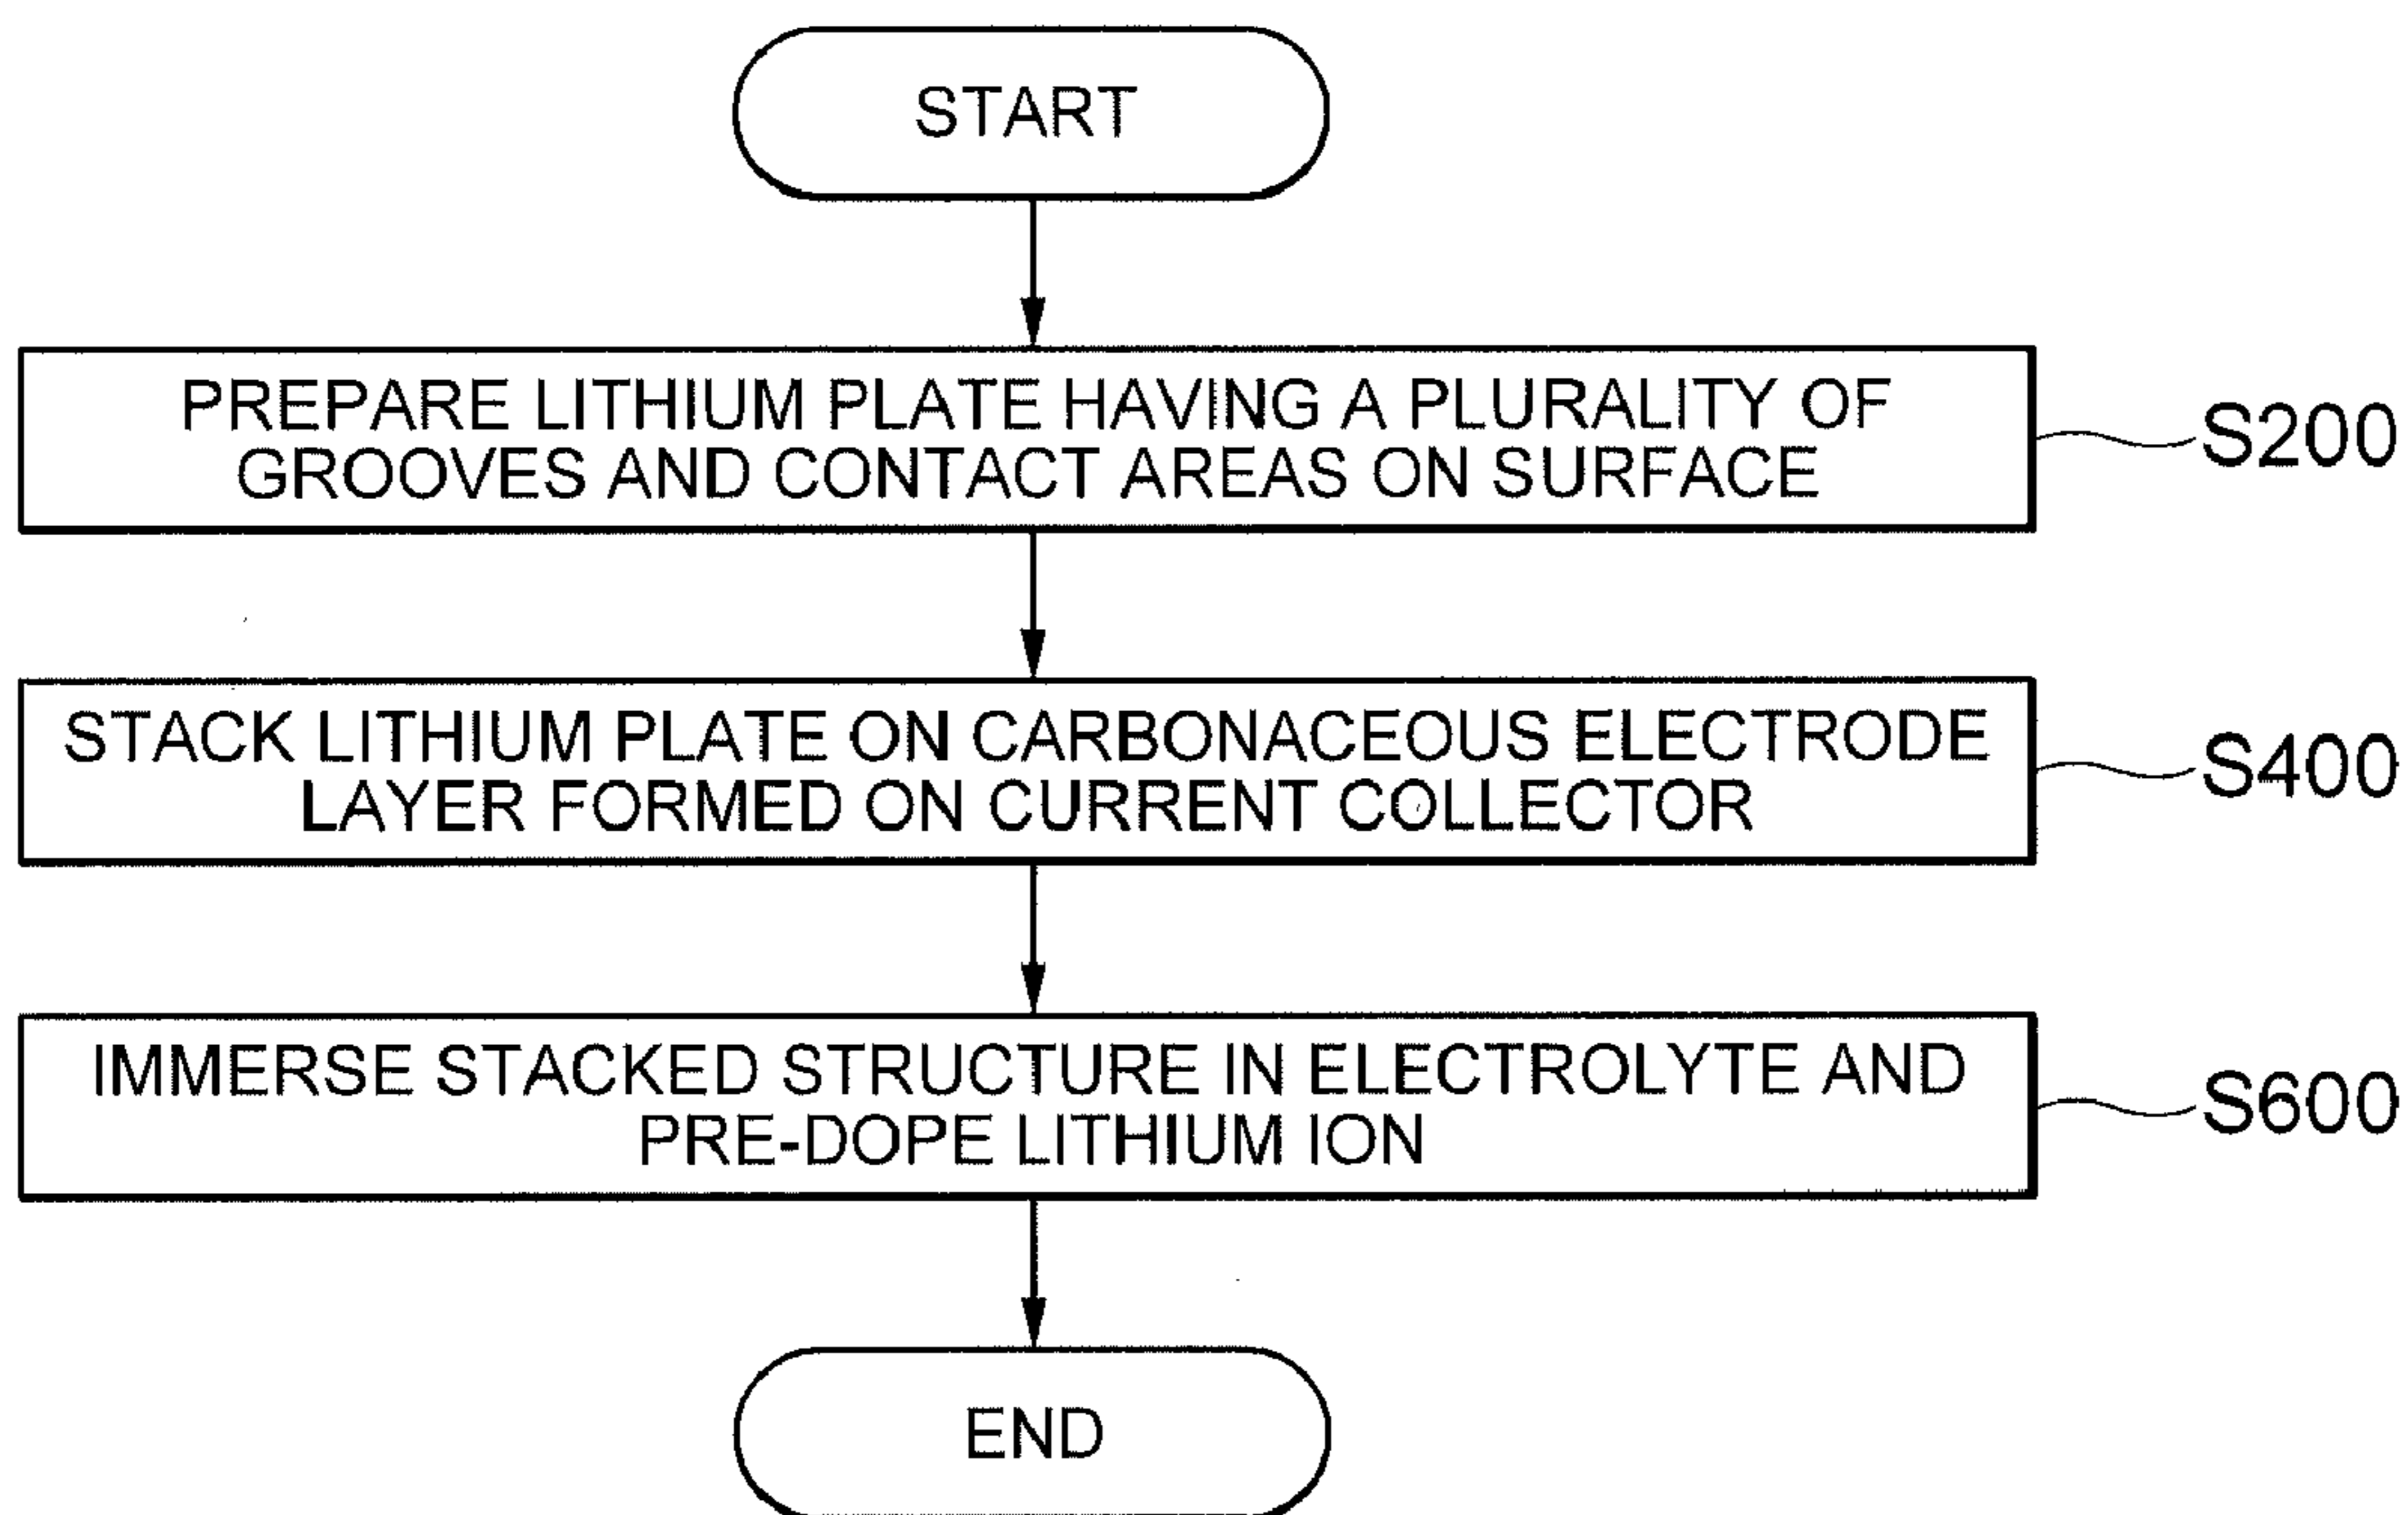 START
PREPARE LITHIUM PLATE HAVING A PLURALITY OF
GROOVES AND CONTACT AREAS ON SURFACE
S200
STACK LITHIUM PLATE ON CARBONACEOUS ELECTRODE
LAYER FORMED ON CURRENT COLLECTOR
S400
IMMERSE STACKED STRUCTURE IN ELECTROLYTE AND
PRE-DOPE LITHIUM ION
S600
END